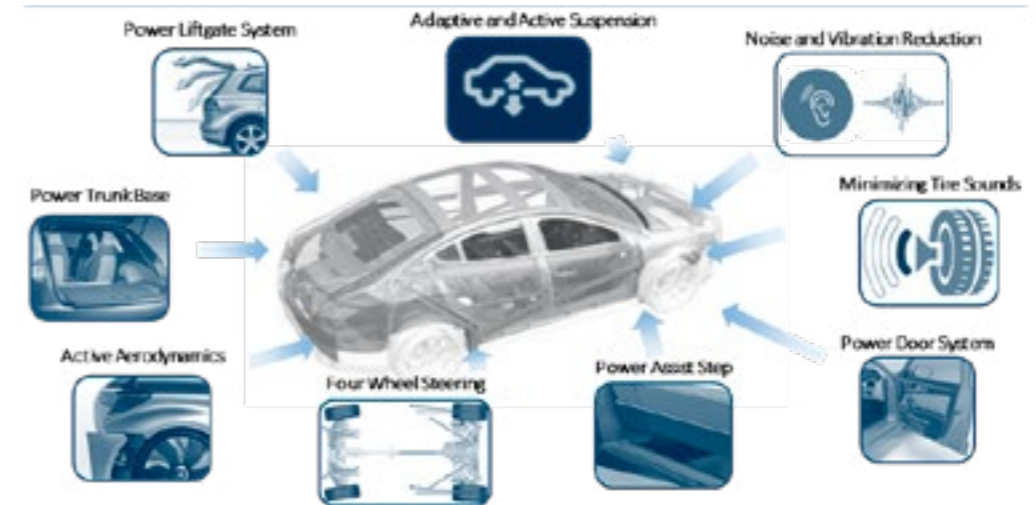 Adaptive and Active Suspension
Power Liftgate System
Noise and Vibration Reduction
Power Trunk Base
Minimizing Tire Sounds
Active Aerodynamics
Four Wheel Steering
Power Assist Step
Power Door System